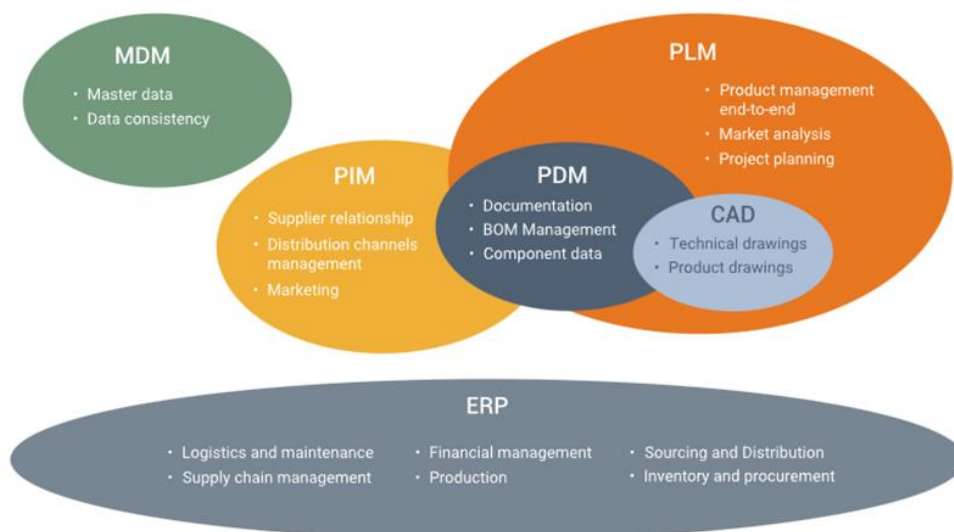 MDM
• Master data
• Data consistency
PLM
• Product management
end-to-end
• Market analysis
• Project planning
PIM
• Supplier relationship
• Distribution channels
management
• Marketing
PDM
• Documentation
• BOM Management
• Component data
CAD
• Technical drawings
• Product drawings
ERP
• Logistics and maintenance
• Supply chain management
• Financial management
• Production
• Sourcing and Distribution
• Inventory and procurement